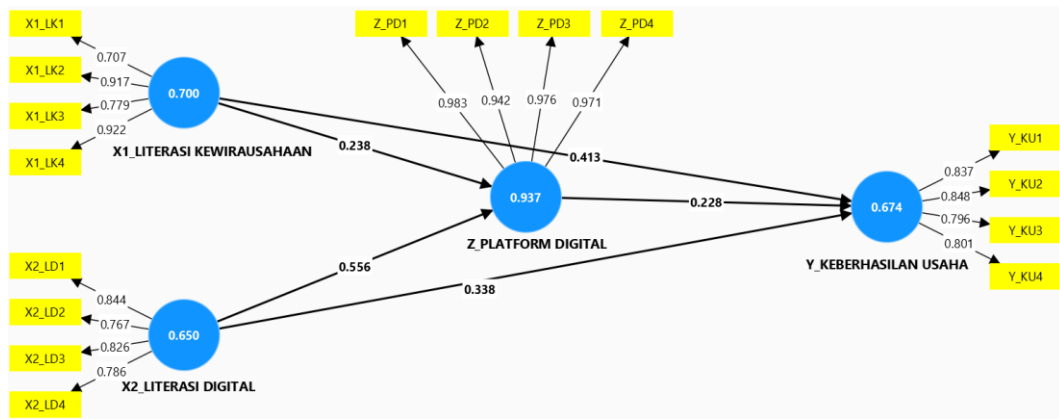 X1_LK1
X1_LK2
X1_LK3
X1_LK4
0.707
0.917
0.779
0.922
0.700
X1_LITERASI KEWIRAUSAHAAN
Z_PD1
Z_PD2
Z_PD3
Z_PD4
0.983
0.942
0.976
0.971
0.238
0.413
0.937
Z_PLATFORM DIGITAL
0.228
0.556
0.338
X2_LD1
X2_LD2
X2_LD3
X2_LD4
0.844
0.767
0.826
0.786
0.650
X2_LITERASI DIGITAL
0.674
Y_KEBERHASILAN USAHA
0.837
0.848
0.796
0.801
Y_KU1
Y_KU2
Y_KU3
Y_KU4